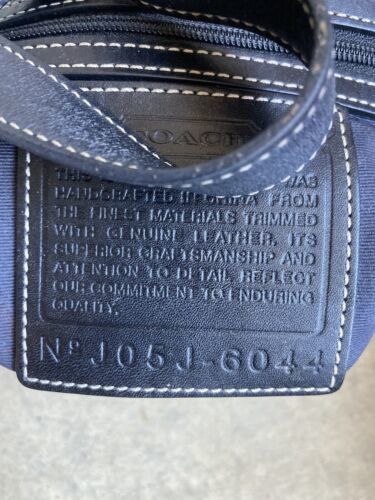 COACH
THIS WAS
HANDCRAFTED IN CHINA FROM
THE FINEST MATERIALS TRIMMED
WITH GENUINE LEATHER. ITS
SUPERIOR CRAFTSMANSHIP AND
ATTENTION TO DETAIL REFLECT
OUR COMMITMENT TO ENDURING
QUALITY.
Nº J05J-6044